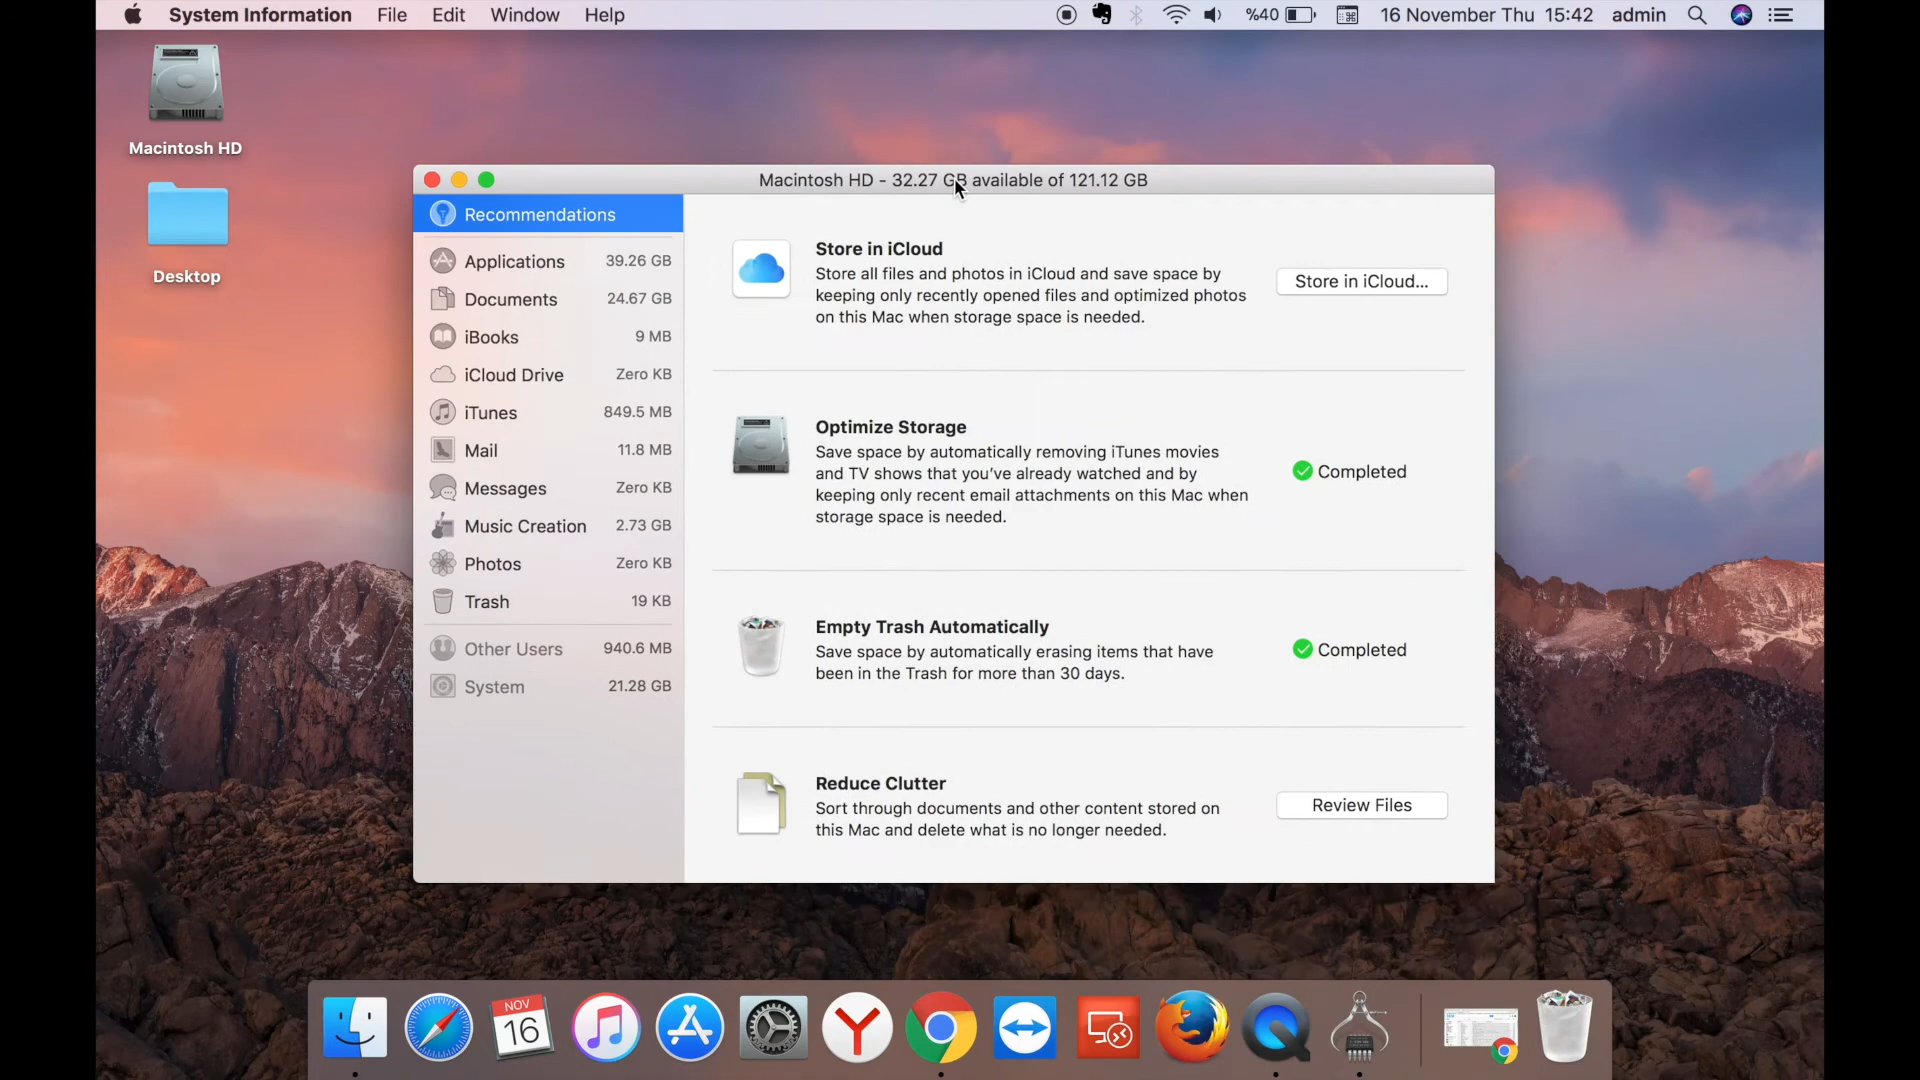 System Information File Edit Window Help %40 16 November Thu 15:42 admin
Macintosh HD
Desktop
Macintosh HD - 32.27 GB available of 121.12 GB
Recommendations
Applications 39.26 GB
Documents 24.67 GB
iBooks 9 MB
iCloud Drive Zero KB
iTunes 849.5 MB
Mail 11.8 MB
Messages Zero KB
Music Creation 2.73 GB
Photos Zero KB
Trash 19 KB
Other Users 940.6 MB
System 21.28 GB
Store in iCloud
Store all files and photos in iCloud and save space by
keeping only recently opened files and optimized photos
on this Mac when storage space is needed.
Store in iCloud...
Optimize Storage
Save space by automatically removing iTunes movies
and TV shows that you've already watched and by
keeping only recent email attachments on this Mac when
storage space is needed.
Completed
Empty Trash Automatically
Save space by automatically erasing items that have
been in the Trash for more than 30 days.
Completed
Reduce Clutter
Sort through documents and other content stored on
this Mac and delete what is no longer needed.
Review Files
NOV
16